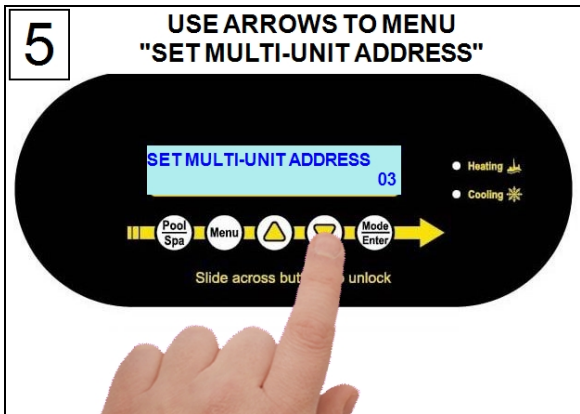 5
USE ARROWS TO MENU
"SET MULTI-UNIT ADDRESS"
SET MULTI-UNIT ADDRESS
03
Heating
Cooling
Pool
Spa
Menu
Mode
Enter
Slide across unlock